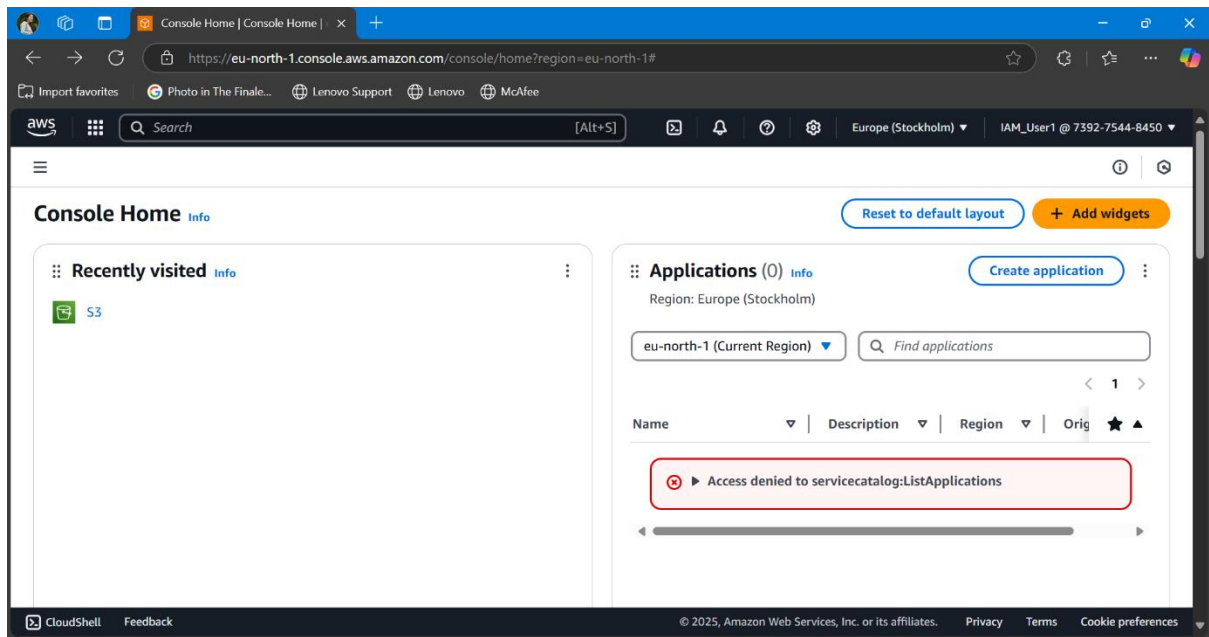 Console Home | Console Home |
https://eu-north-1.console.aws.amazon.com/console/home?region=eu-north-1#
Import favorites Photo in The Finale... Lenovo Support Lenovo McAfee
aws Search [Alt+S] Europe (Stockholm) IAM_User1 @ 7392-7544-8450
Console Home Info Reset to default layout + Add widgets
Recently visited Info
S3
Applications (0) Info Create application
Region: Europe (Stockholm)
eu-north-1 (Current Region) Find applications
1
Name Description Region Orig
Access denied to servicecatalog:ListApplications
CloudShell Feedback © 2025, Amazon Web Services, Inc. or its affiliates. Privacy Terms Cookie preferences